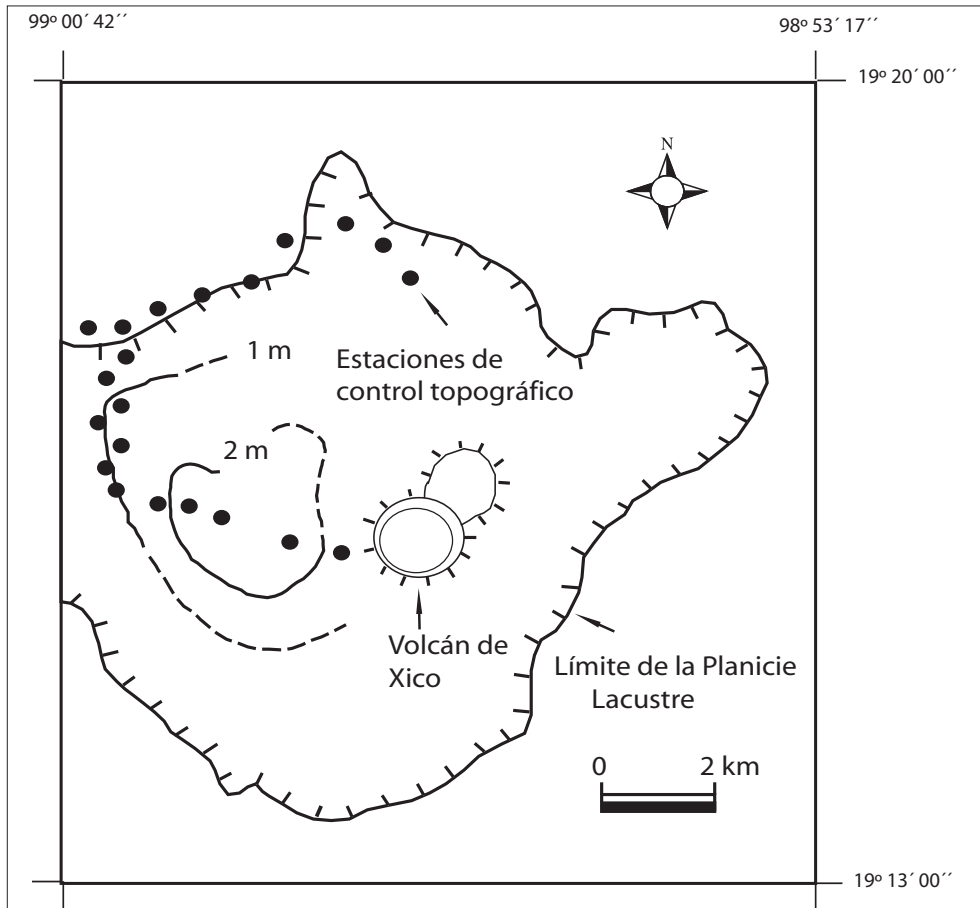 99º 00´ 42´´
98º 53´ 17´´
19º 20´ 00´´
N
1 m
Estaciones de
control topográfico
2 m
Volcán de
Xico
Límite de la Planicie
Lacustre
0 2 km
19º 13´ 00´´